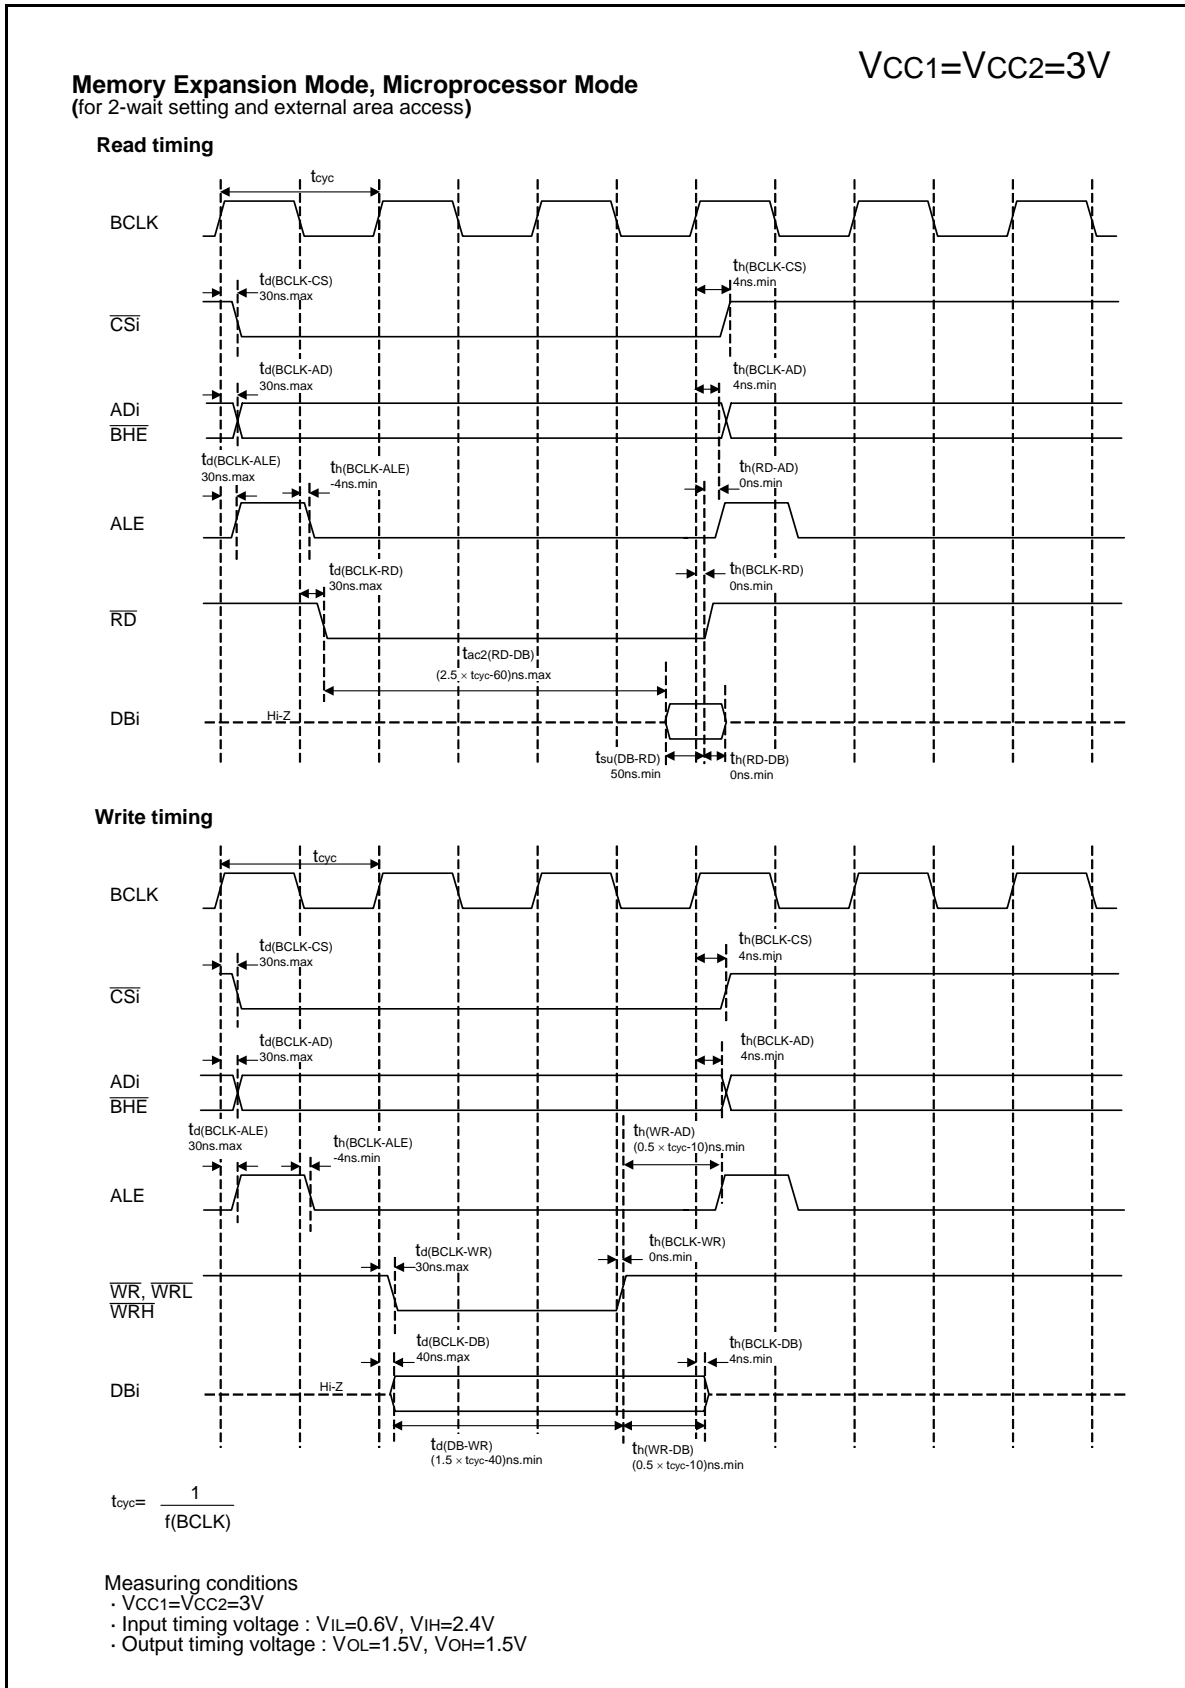 VCC1=VCC2=3V
Memory Expansion Mode, Microprocessor Mode
(for 2-wait setting and external area access)
Read timing
tcyc
BCLK
td(BCLK-CS)
30ns.max
th(BCLK-CS)
4ns.min
CSi
td(BCLK-AD)
30ns.max
th(BCLK-AD)
4ns.min
ADi
BHE
td(BCLK-ALE)
30ns.max
th(BCLK-ALE)
-4ns.min
th(RD-AD)
0ns.min
ALE
td(BCLK-RD)
30ns.max
th(BCLK-RD)
0ns.min
RD
tac2(RD-DB)
(2.5 × tcyc-60)ns.max
DBi
Hi-Z
tsu(DB-RD)
50ns.min
th(RD-DB)
0ns.min
Write timing
tcyc
BCLK
td(BCLK-CS)
30ns.max
th(BCLK-CS)
4ns.min
CSi
td(BCLK-AD)
30ns.max
th(BCLK-AD)
4ns.min
ADi
BHE
td(BCLK-ALE)
30ns.max
th(BCLK-ALE)
-4ns.min
th(WR-AD)
(0.5 × tcyc-10)ns.min
ALE
td(BCLK-WR)
30ns.max
th(BCLK-WR)
0ns.min
WR, WRL
WRH
td(BCLK-DB)
40ns.max
th(BCLK-DB)
4ns.min
DBi
Hi-Z
td(DB-WR)
(1.5 × tcyc-40)ns.min
th(WR-DB)
(0.5 × tcyc-10)ns.min
tcyc= 1
f(BCLK)
Measuring conditions
· VCC1=VCC2=3V
· Input timing voltage : VIL=0.6V, VIH=2.4V
· Output timing voltage : VOL=1.5V, VOH=1.5V